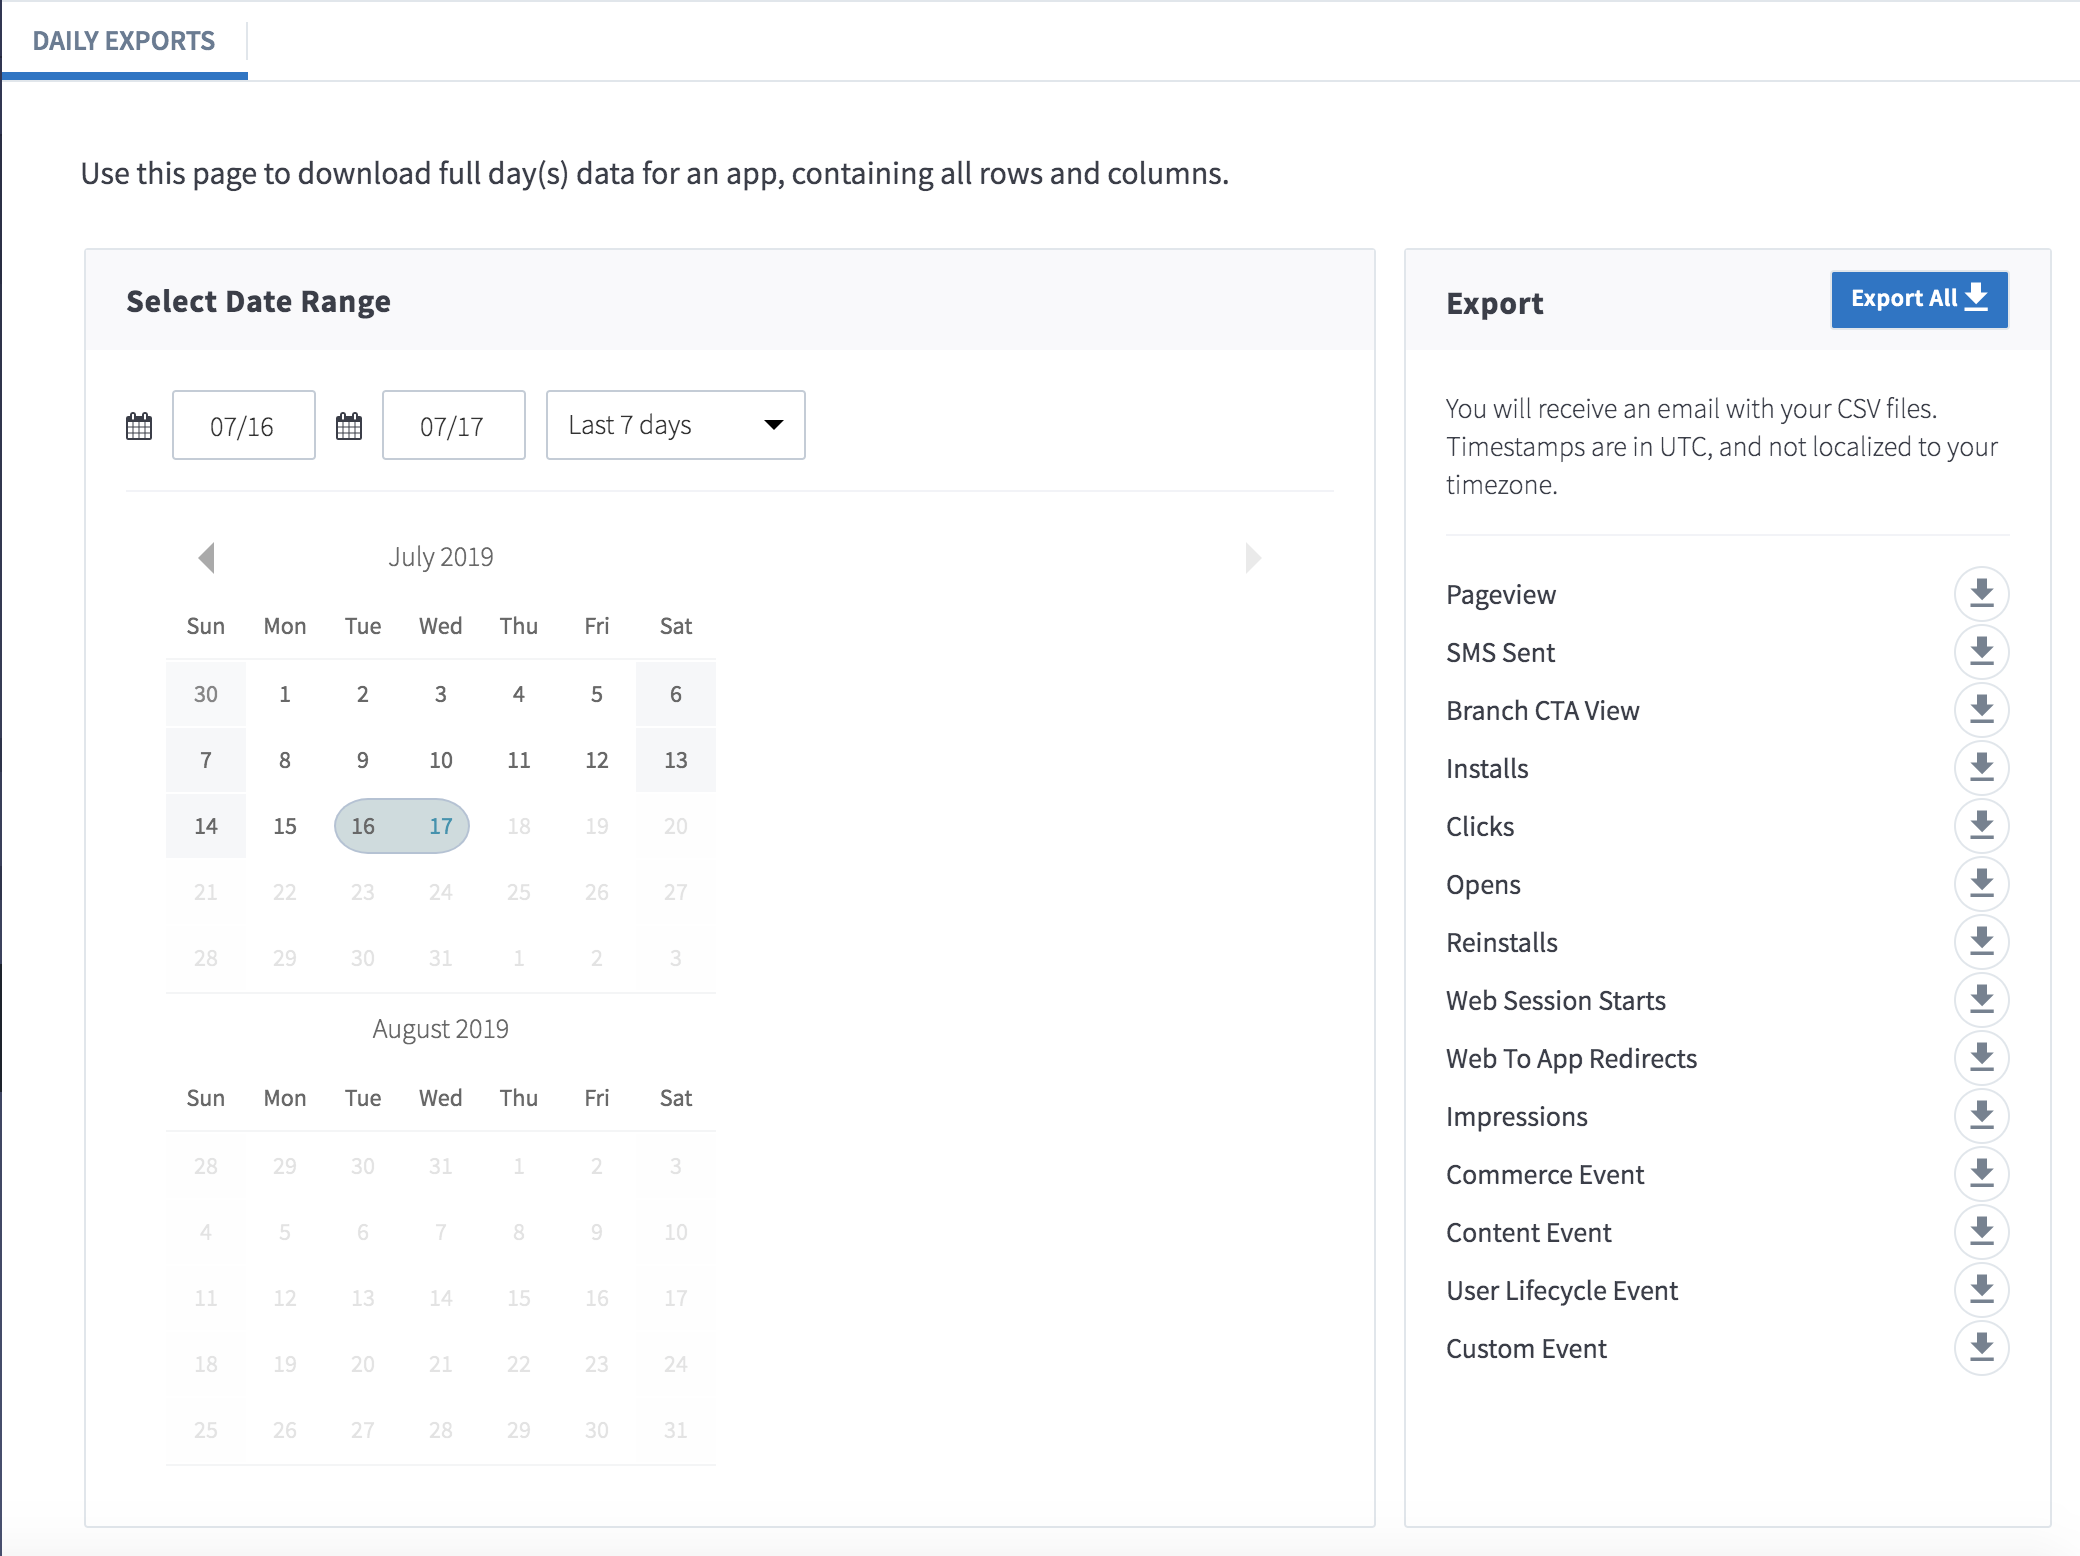 DAILY EXPORTS
Use this page to download full day(s) data for an app, containing all rows and columns.
Select Date Range
07/16 07/17 Last 7 days
July 2019
Sun Mon Tue Wed Thu Fri Sat
30 1 2 3 4 5 6
7 8 9 10 11 12 13
14 15 16 17 18 19 20
21 22 23 24 25 26 27
28 29 30 31 1 2 3
August 2019
Sun Mon Tue Wed Thu Fri Sat
28 29 30 31 1 2 3
4 5 6 7 8 9 10
11 12 13 14 15 16 17
18 19 20 21 22 23 24
25 26 27 28 29 30 31
Export
Export All
You will receive an email with your CSV files.
Timestamps are in UTC, and not localized to your
timezone.
Pageview
SMS Sent
Branch CTA View
Installs
Clicks
Opens
Reinstalls
Web Session Starts
Web To App Redirects
Impressions
Commerce Event
Content Event
User Lifecycle Event
Custom Event